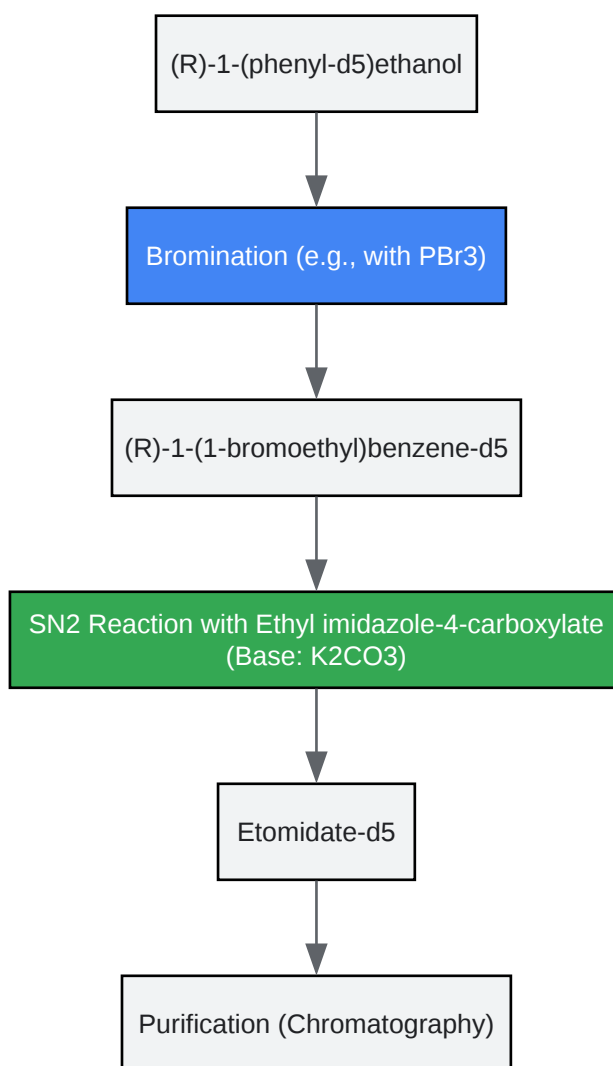 (R)-1-(phenyl-d5)ethanol
Bromination (e.g., with PBr3)
(R)-1-(1-bromoethyl)benzene-d5
SN2 Reaction with Ethyl imidazole-4-carboxylate
(Base: K2CO3)
Etomidate-d5
Purification (Chromatography)